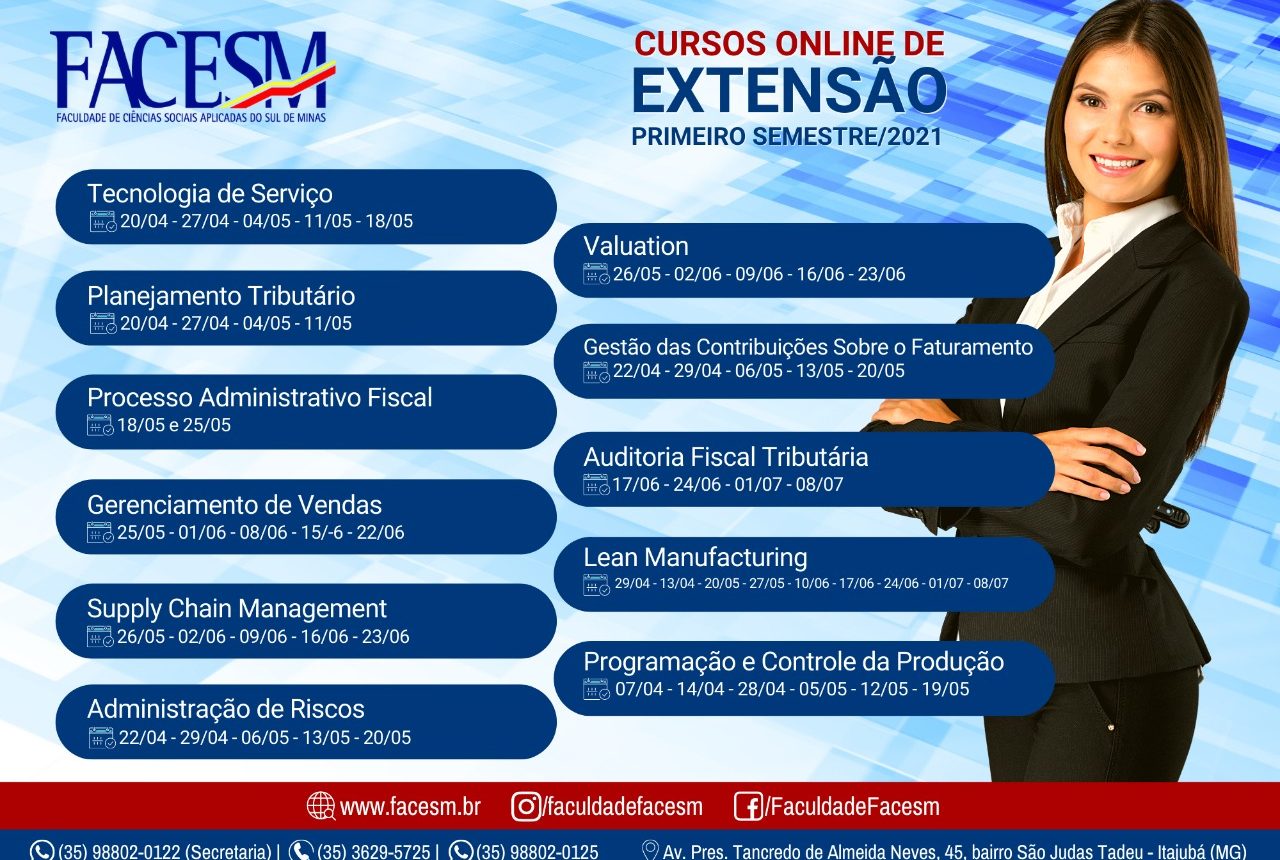 FACESM
FACULDADE DE CIÊNCIAS SOCIAIS APLICADAS DO SUL DE MINAS
CURSOS ONLINE DE
EXTENSÃO
PRIMEIRO SEMESTRE/2021
Tecnologia de Serviço
20/04 - 27/04 - 04/05 - 11/05 - 18/05
Planejamento Tributário
20/04 - 27/04 - 04/05 - 11/05
Processo Administrativo Fiscal
18/05 e 25/05
Gerenciamento de Vendas
25/05 - 01/06 - 08/06 - 15/-6 - 22/06
Supply Chain Management
26/05 - 02/06 - 09/06 - 16/06 - 23/06
Administração de Riscos
22/04 - 29/04 - 06/05 - 13/05 - 20/05
Valuation
26/05 - 02/06 - 09/06 - 16/06 - 23/06
Gestão das Contribuições Sobre o Faturamento
22/04 - 29/04 - 06/05 - 13/05 - 20/05
Auditoria Fiscal Tributária
17/06 - 24/06 - 01/07 - 08/07
Lean Manufacturing
29/04 - 13/04 - 20/05 - 27/05 - 10/06 - 17/06 - 24/06 - 01/07 - 08/07
Programação e Controle da Produção
07/04 - 14/04 - 28/04 - 05/05 - 12/05 - 19/05
www.facesm.br /faculdadefacesm /FaculdadeFacesm
(35) 98802-0122 (Secretaria) | (35) 3629-5725 | (35) 98802-0125 Av. Pres. Tancredo de Almeida Neves, 45, bairro São Judas Tadeu - Itajubá (MG)